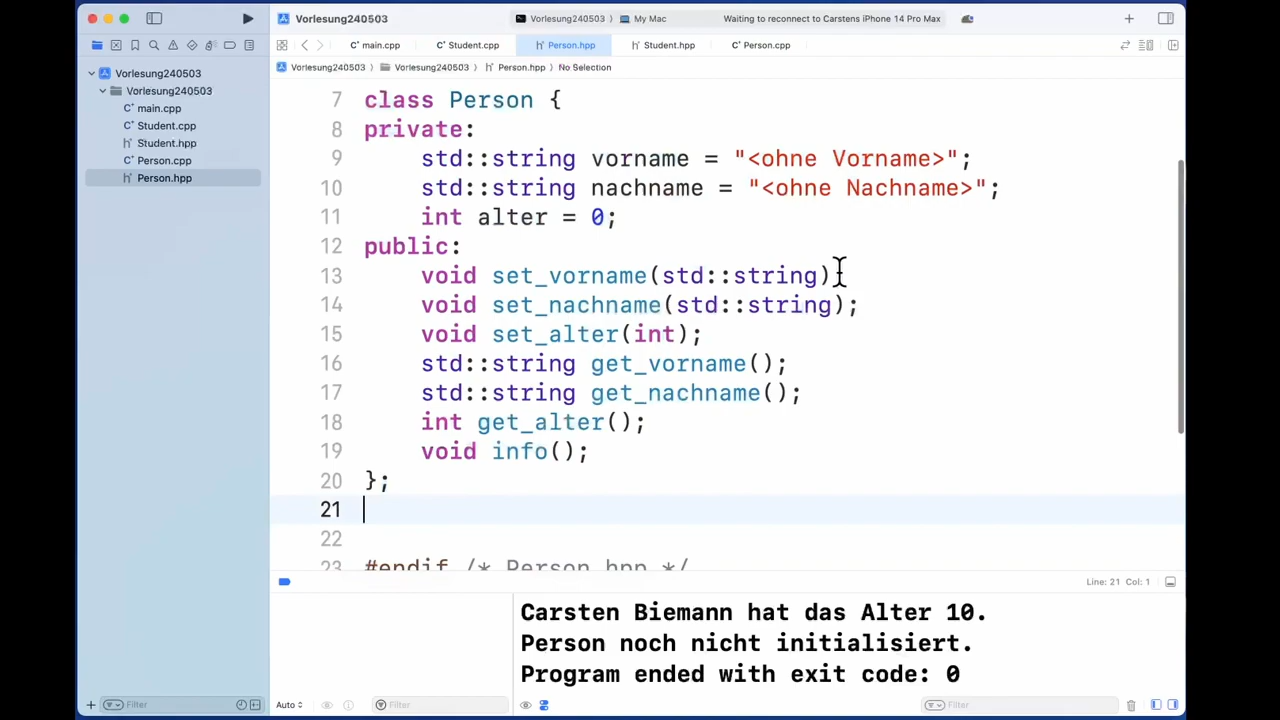 Vorlesung240503
Vorlesung240503 〉 My Mac
Waiting to reconnect to Carstens iPhone 14 Pro Max
main.cpp
Student.cpp
Person.hpp
Student.hpp
Person.cpp
Vorlesung240503 〉 Vorlesung240503 〉 Person.hpp 〉 No Selection
Vorlesung240503
Vorlesung240503
main.cpp
Student.cpp
Student.hpp
Person.cpp
Person.hpp
7 class Person {
8 private:
9 std::string vorname = "<ohne Vorname>";
10 std::string nachname = "<ohne Nachname>";
11 int alter = 0;
12 public:
13 void set_vorname(std::string)
14 void set_nachname(std::string);
15 void set_alter(int);
16 std::string get_vorname();
17 std::string get_nachname();
18 int get_alter();
19 void info();
20 };
21
22
23 #endif /* Person_hpp */
Line: 21 Col: 1
Carsten Biemann hat das Alter 10.
Person noch nicht initialisiert.
Program ended with exit code: 0
Filter
Auto
Filter
Filter